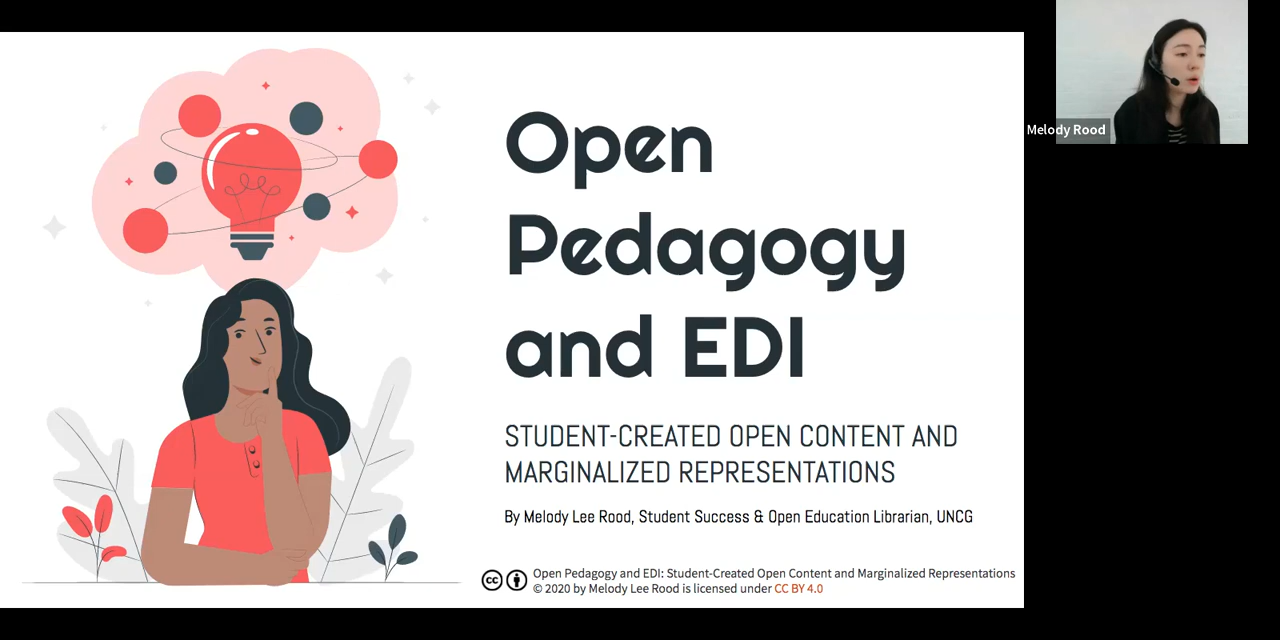 Open
Pedagogy
and EDI
STUDENT-CREATED OPEN CONTENT AND
MARGINALIZED REPRESENTATIONS
By Melody Lee Rood, Student Success & Open Education Librarian, UNCG
cc Open Pedagogy and EDI: Student-Created Open Content and Marginalized Representations
© 2020 by Melody Lee Rood is licensed under CC BY 4.0
Melody Rood